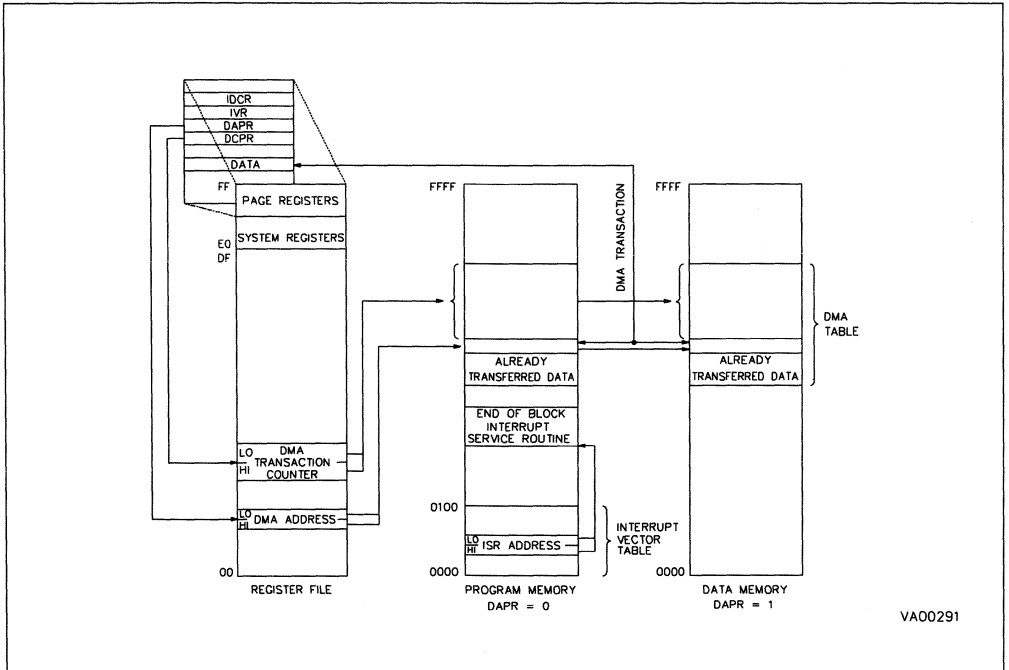 IDCR
IVR
DAPR
DCPR
DATA
FF
PAGE REGISTERS
SYSTEM REGISTERS
E0
DF
LO
HI
DMA
TRANSACTION
COUNTER
LO
HI
DMA ADDRESS
00
REGISTER FILE
FFFF
ALREADY
TRANSFERRED DATA
END OF BLOCK
INTERRUPT
SERVICE ROUTINE
0100
LO
HI
ISR ADDRESS
INTERRUPT
VECTOR
TABLE
0000
PROGRAM MEMORY
DAPR = 0
DMA TRANSACTION
FFFF
DMA
TABLE
ALREADY
TRANSFERRED DATA
0000
DATA MEMORY
DAPR = 1
VA00291